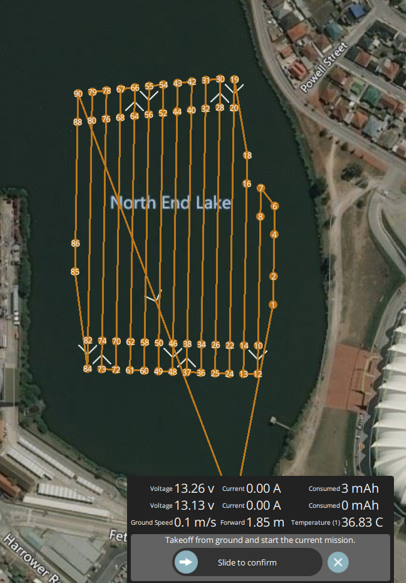 Powell Street
90 79 78 67 66 55 54 43 42 31 30 19
88 80 76 68 64 56 52 44 40 32 28 20
18
16 7
North End Lake
6
8
4
86
85
2
1
82 74 70 62 58 50 46 38 34 26 22 14 10
84 73 72 61 60 49 48 37 36 25 24 13 12
Voltage 13.26 v Current 0.00 A Consumed 3 mAh
Voltage 13.13 v Current 0.00 A Consumed 0 mAh
Ground Speed 0.1 m/s Forward 1.85 m Temperature (1) 36.83 C
Takeoff from ground and start the current mission.
Slide to confirm
Harrower R
Fet